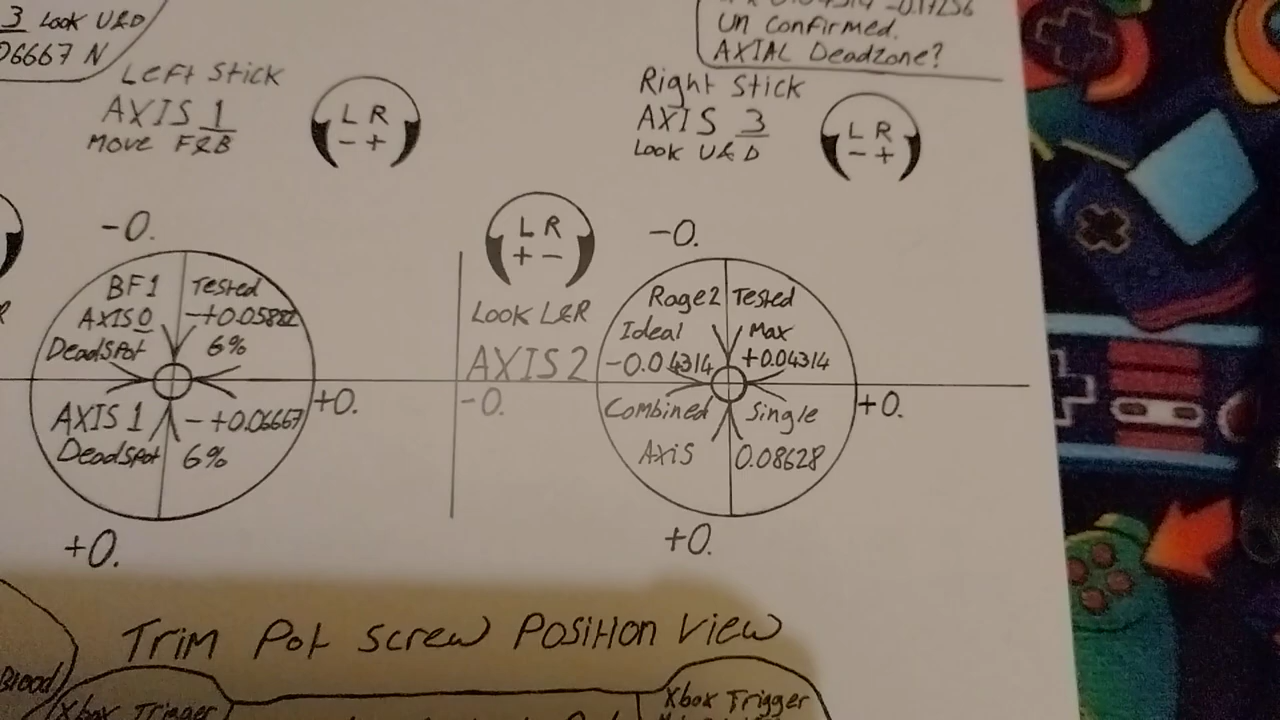 3 Look U&D
06667 N
Un Confirmed.
AXIAL Deadzone?
Left Stick
AXIS 1
Move F&B
L R
- +
Right Stick
AXIS 3
Look U&D
L R
- +
-0.
BF1 Tested
AXIS 0 -+0.05882
DeadSpot 6%
AXIS 1 -+0.06667
DeadSpot 6%
+0.
+0.
L R
+ -
Look L&R
AXIS 2
-0.
-0.
Rage2 Tested
Ideal Max
-0.04314 +0.04314
Combined Single
Axis 0.08628
+0.
+0.
Trim Pot Screw Position View
Blood
Xbox Trigger
Xbox Trigger